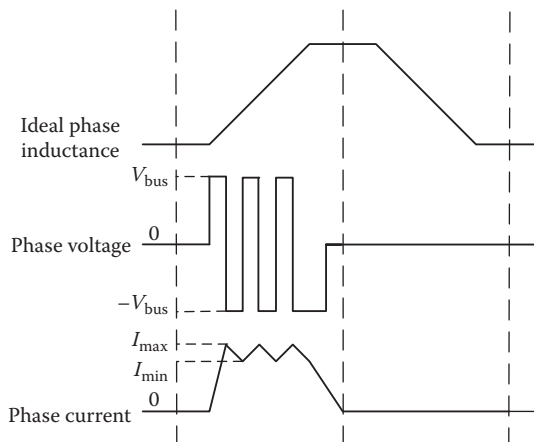 Ideal phase
inductance
V_bus
0
Phase voltage
−V_bus
I_max
I_min
0
Phase current